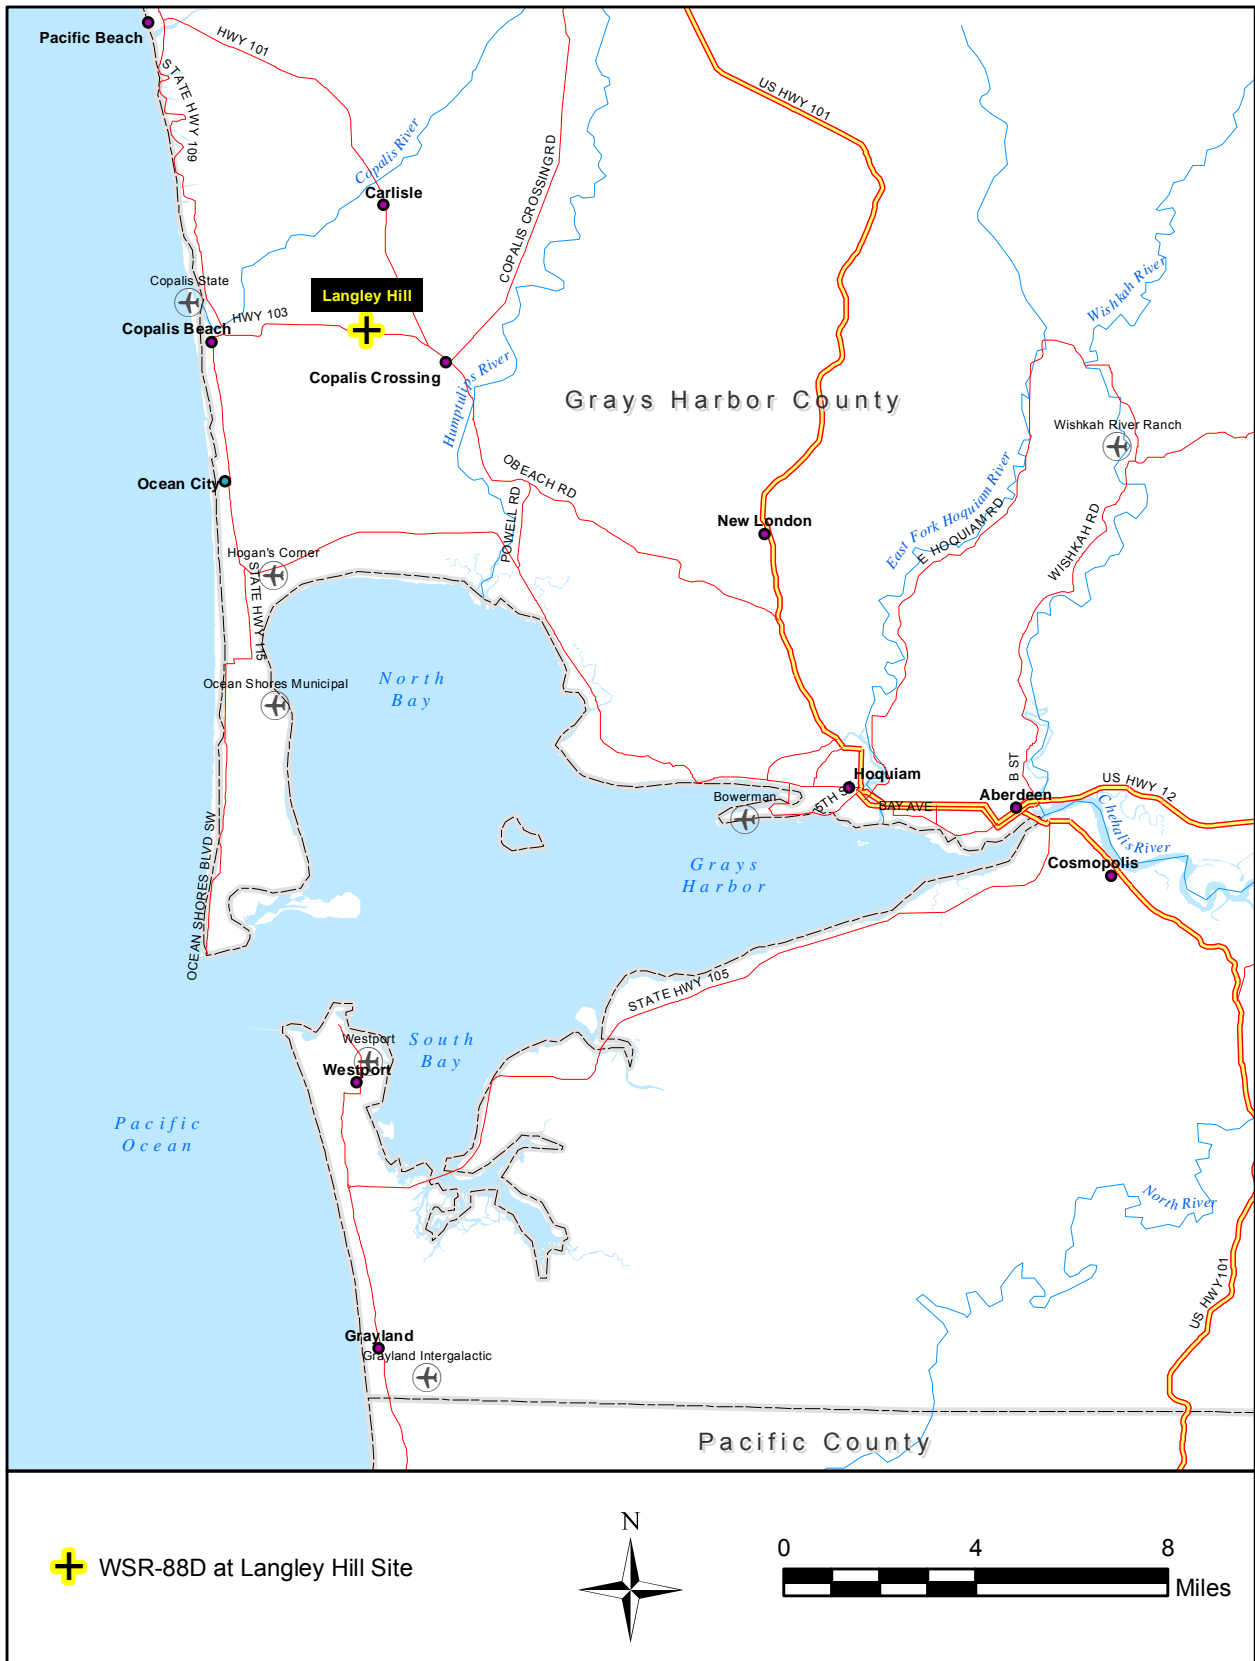 Pacific Beach
HWY 101
STATE HWY 109
US HWY 101
Copalis River
Carlisle
COPALIS CROSSING RD
Copalis State
Langley Hill
HWY 103
Copalis Beach
Copalis Crossing
Humptulips River
Wishkah River
Grays Harbor County
Wishkah River Ranch
Ocean City
OBEACH RD
POWELL RD
New London
East Fork Hoquiam River
E HOQUIAM RD
WISHKAH RD
Hogan's Corner
STATE HWY 115
North
Bay
Ocean Shores Municipal
Hoquiam
B ST
US HWY 12
Bowerman
5TH S
BAY AVE
Aberdeen
Chehalis River
Cosmopolis
Grays
Harbor
OCEAN SHORES BLVD SW
STATE HWY 105
South
Bay
Westport
Westport
Pacific
Ocean
North River
US HWY 101
Grayland
Grayland Intergalactic
Pacific County
WSR-88D at Langley Hill Site
N
0 4 8
Miles